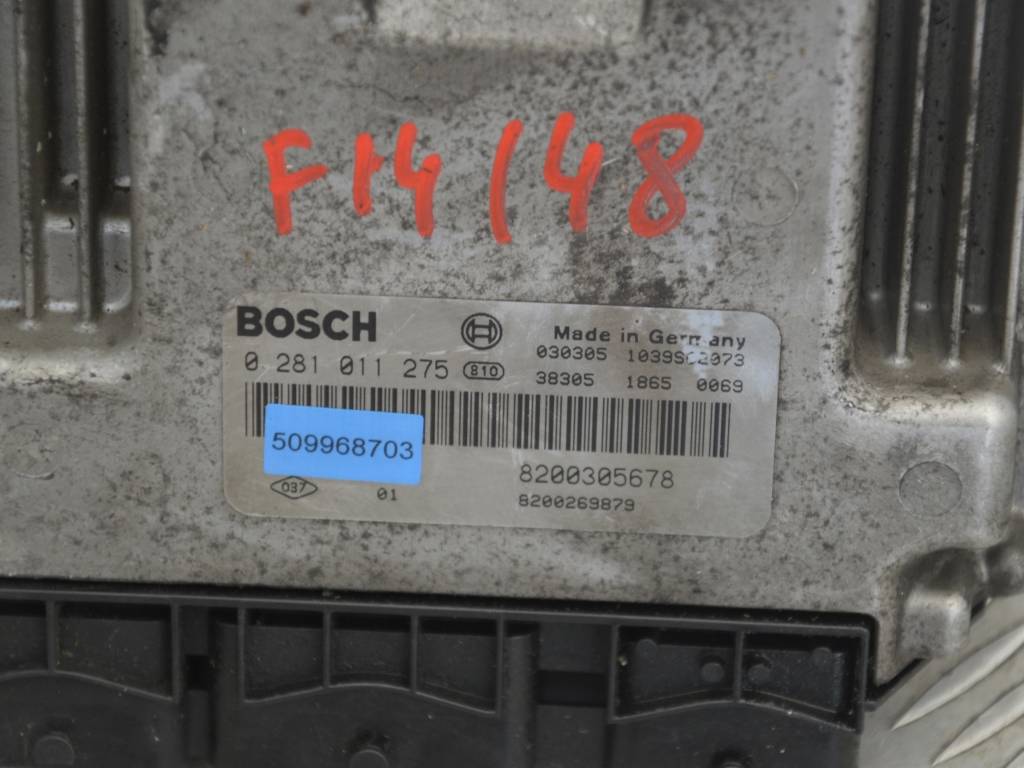 F14/48
BOSCH
Made in Germany
0 281 011 275 810
030305
38305 1865 0069
509968703
8200305678
037 01
8200269879